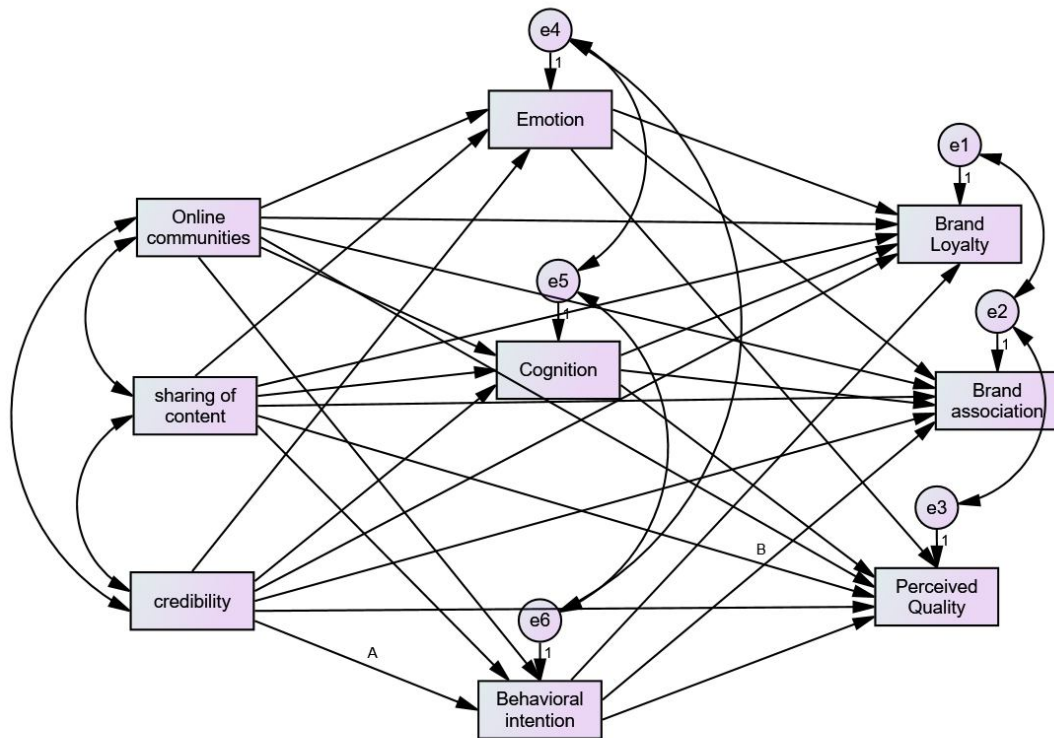 e4
1
Emotion
e1
1
Online
communities
Brand
Loyalty
e5
1
e2
1
Cognition
sharing of
content
Brand
association
e3
1
B
credibility
Perceived
Quality
e6
1
A
Behavioral
intention